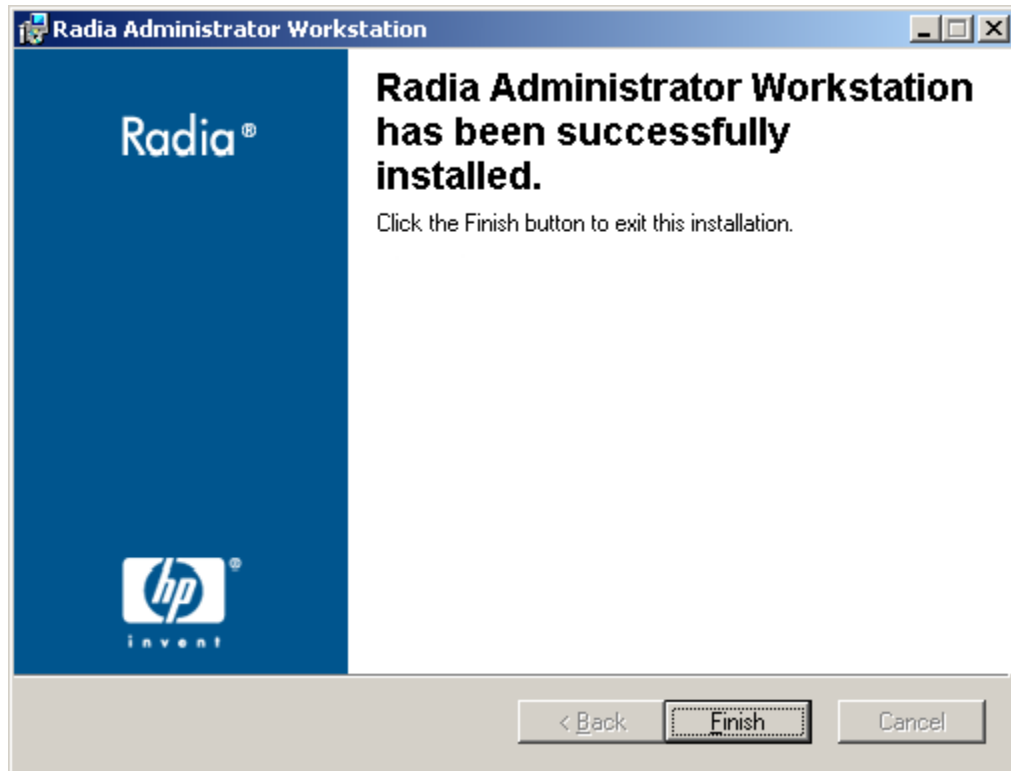 Radia Administrator Workstation
Radia®
Radia Administrator Workstation
has been successfully
installed.
Click the Finish button to exit this installation.
hp®
invent
< Back
Finish
Cancel